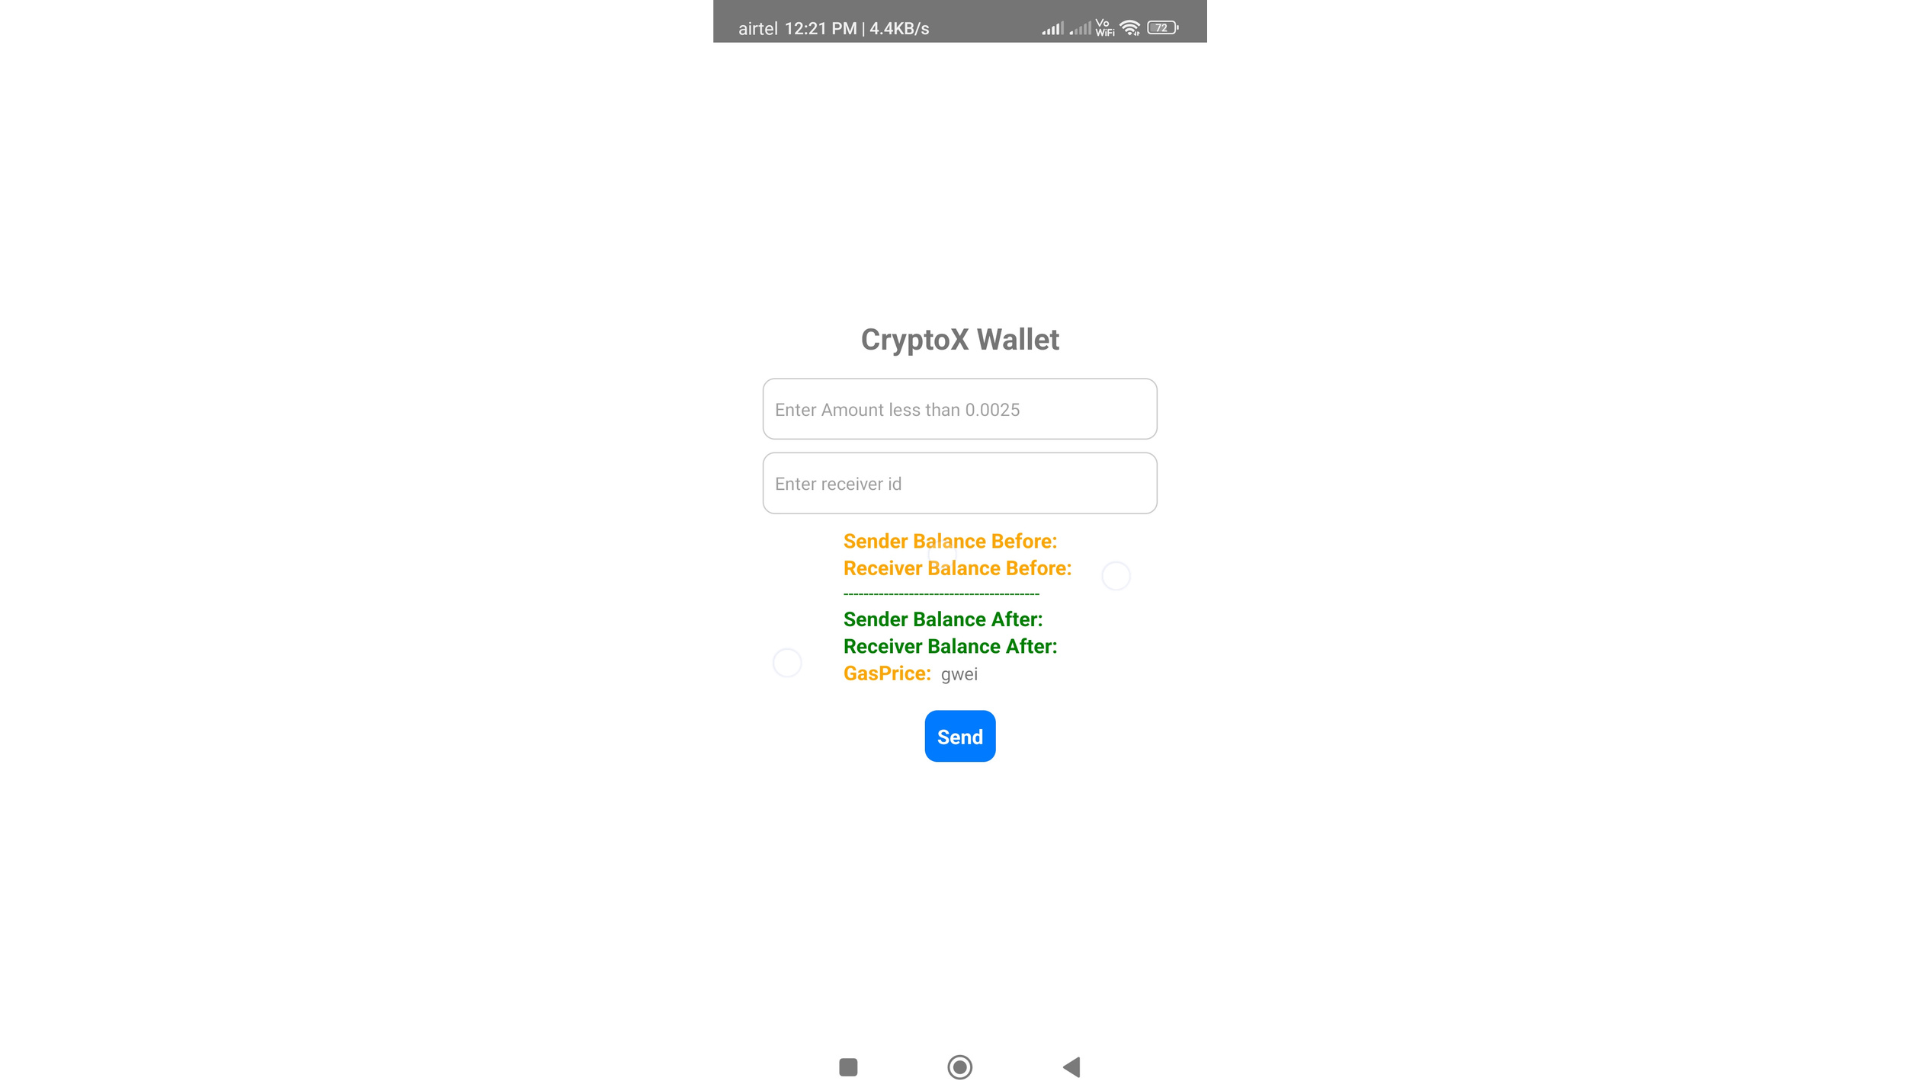 airtel 12:21 PM | 4.4KB/s Vo WiFi 72
CryptoX Wallet
Enter Amount less than 0.0025
Enter receiver id
Sender Balance Before:
Receiver Balance Before:
---------------------------------------
Sender Balance After:
Receiver Balance After:
GasPrice: gwei
Send